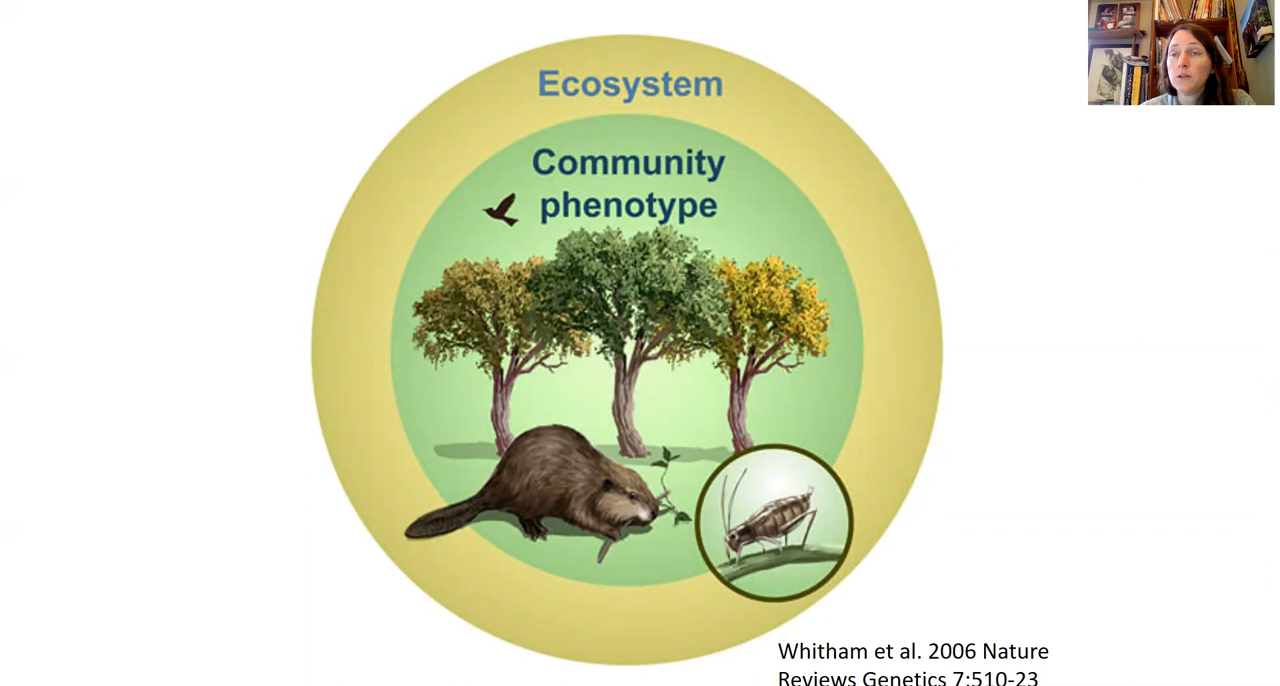 Ecosystem
Community
phenotype
Whitham et al. 2006 Nature
Reviews Genetics 7:510-23